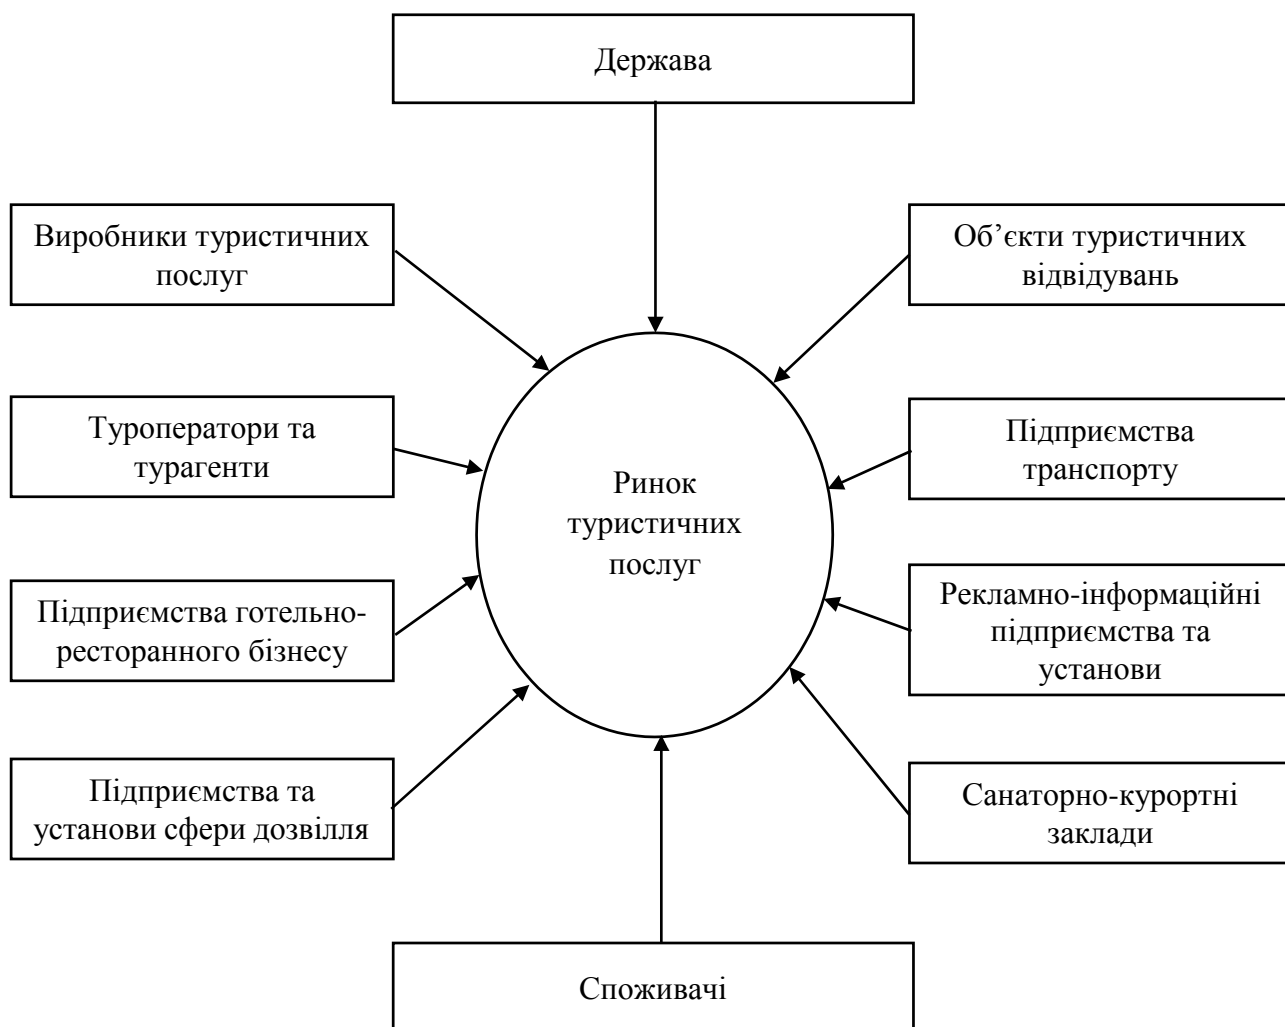 Держава
Виробники туристичних
послуг
Об’єкти туристичних
відвідувань
Туроператори та
турагенти
Підприємства
транспорту
Ринок
туристичних
послуг
Підприємства готельно-
ресторанного бізнесу
Рекламно-інформаційні
підприємства та
установи
Підприємства та
установи сфери дозвілля
Санаторно-курортні
заклади
Споживачі